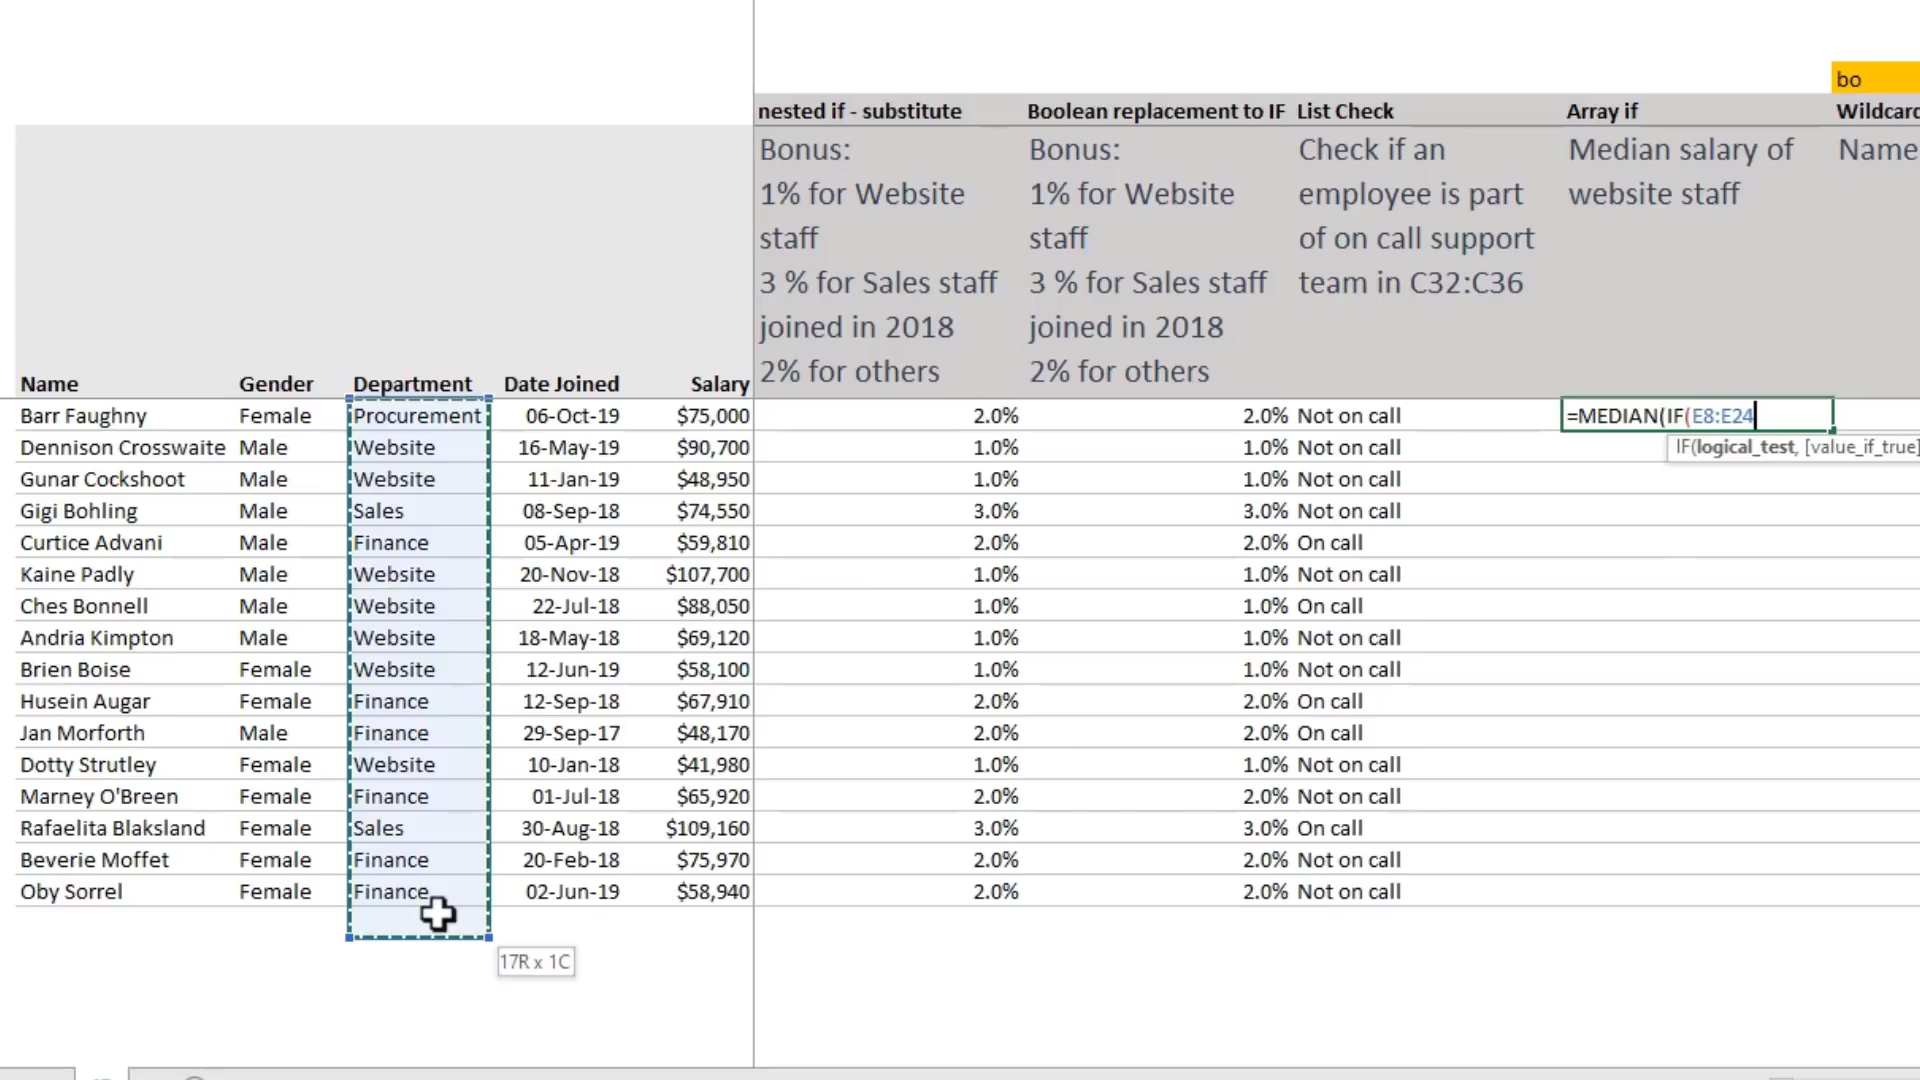 bo
nested if - substitute Boolean replacement to IF List Check Array if Wildcard
Bonus: Bonus: Check if an Median salary of Name
1% for Website 1% for Website employee is part website staff
staff staff of on call support
3 % for Sales staff 3 % for Sales staff team in C32:C36
joined in 2018 joined in 2018
2% for others 2% for others
Name Gender Department Date Joined Salary
Barr Faughny Female Procurement 06-Oct-19 $75,000 2.0% 2.0% Not on call =MEDIAN(IF(E8:E24
IF(logical_test, [value_if_true]
Dennison Crosswaite Male Website 16-May-19 $90,700 1.0% 1.0% Not on call
Gunar Cockshoot Male Website 11-Jan-19 $48,950 1.0% 1.0% Not on call
Gigi Bohling Male Sales 08-Sep-18 $74,550 3.0% 3.0% Not on call
Curtice Advani Male Finance 05-Apr-19 $59,810 2.0% 2.0% On call
Kaine Padly Male Website 20-Nov-18 $107,700 1.0% 1.0% Not on call
Ches Bonnell Male Website 22-Jul-18 $88,050 1.0% 1.0% On call
Andria Kimpton Male Website 18-May-18 $69,120 1.0% 1.0% Not on call
Brien Boise Female Website 12-Jun-19 $58,100 1.0% 1.0% Not on call
Husein Augar Female Finance 12-Sep-18 $67,910 2.0% 2.0% On call
Jan Morforth Male Finance 29-Sep-17 $48,170 2.0% 2.0% On call
Dotty Strutley Female Website 10-Jan-18 $41,980 1.0% 1.0% Not on call
Marney O'Breen Female Finance 01-Jul-18 $65,920 2.0% 2.0% Not on call
Rafaelita Blaksland Female Sales 30-Aug-18 $109,160 3.0% 3.0% On call
Beverie Moffet Female Finance 20-Feb-18 $75,970 2.0% 2.0% Not on call
Oby Sorrel Female Finance 02-Jun-19 $58,940 2.0% 2.0% Not on call
17R x 1C